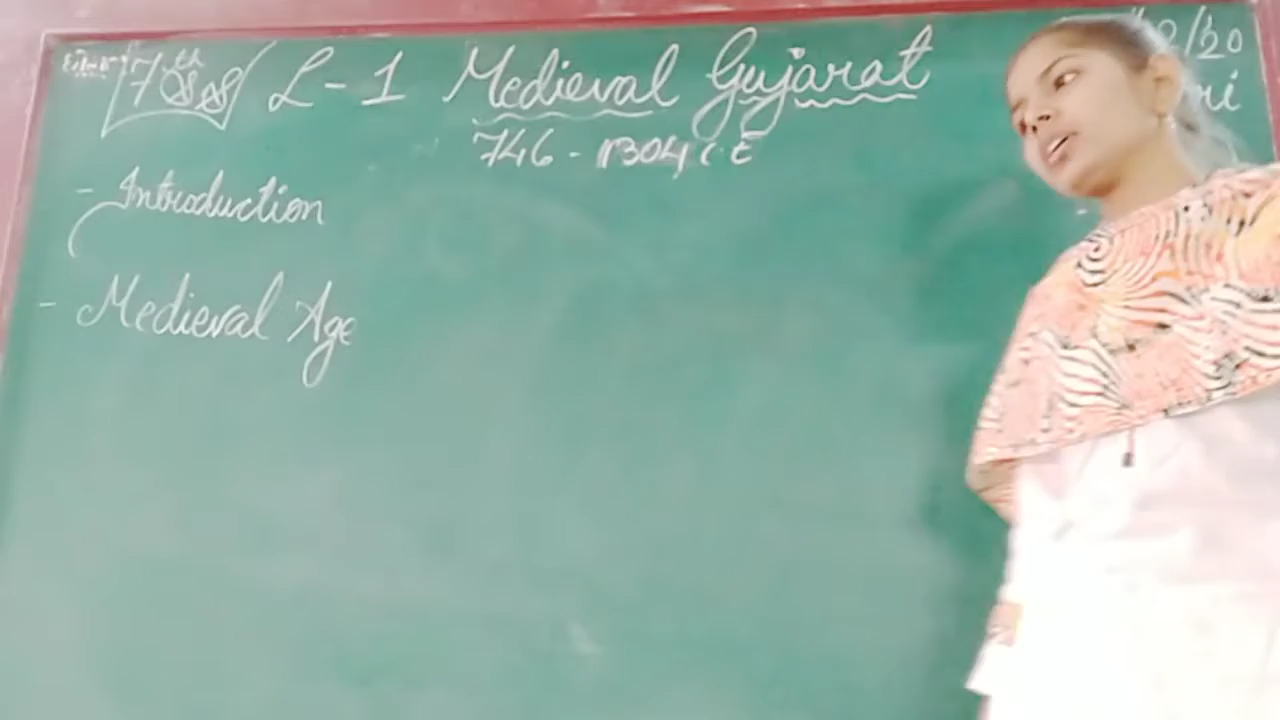 7th SS L-1 Medieval Gujarat
746 - 1304 C.E
- Introduction
- Medieval Age